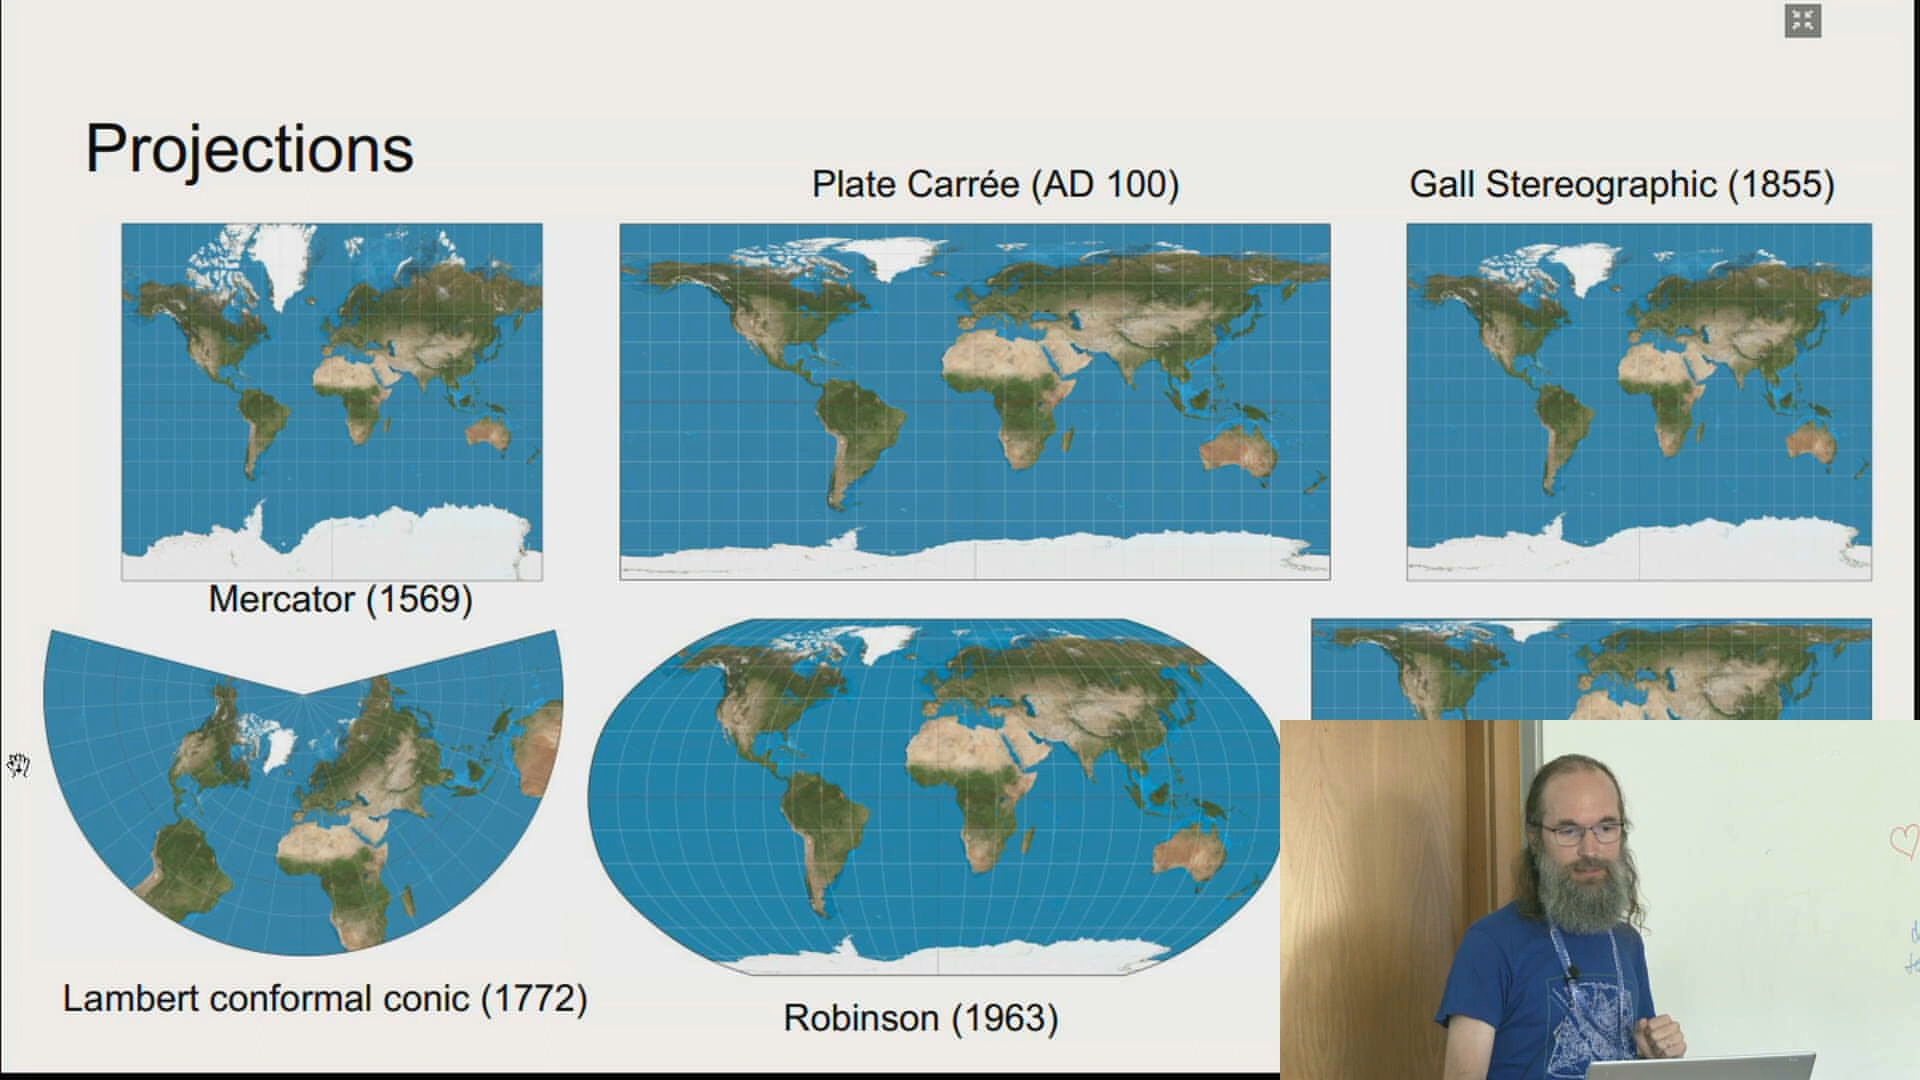 Projections
Plate Carrée (AD 100)
Gall Stereographic (1855)
Mercator (1569)
Lambert conformal conic (1772)
Robinson (1963)